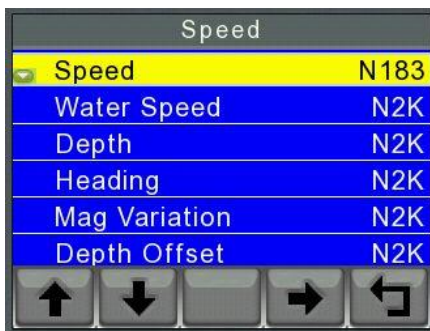 Speed
Speed N183
Water Speed N2K
Depth N2K
Heading N2K
Mag Variation N2K
Depth Offset N2K